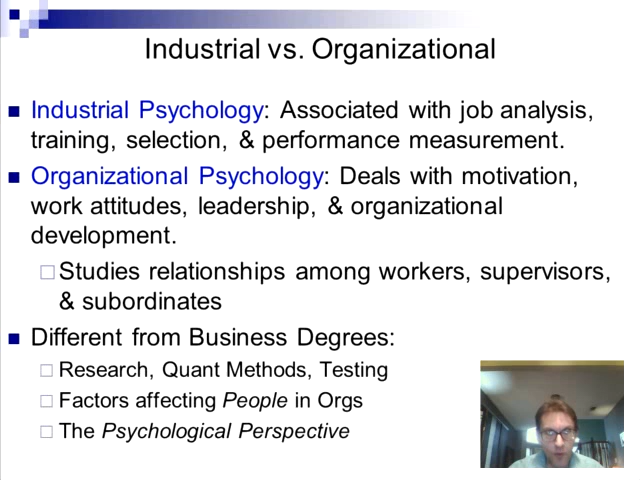 Industrial vs. Organizational
Industrial Psychology: Associated with job analysis,
training, selection, & performance measurement.
Organizational Psychology: Deals with motivation,
work attitudes, leadership, & organizational
development.
Studies relationships among workers, supervisors,
& subordinates
Different from Business Degrees:
Research, Quant Methods, Testing
Factors affecting People in Orgs
The Psychological Perspective